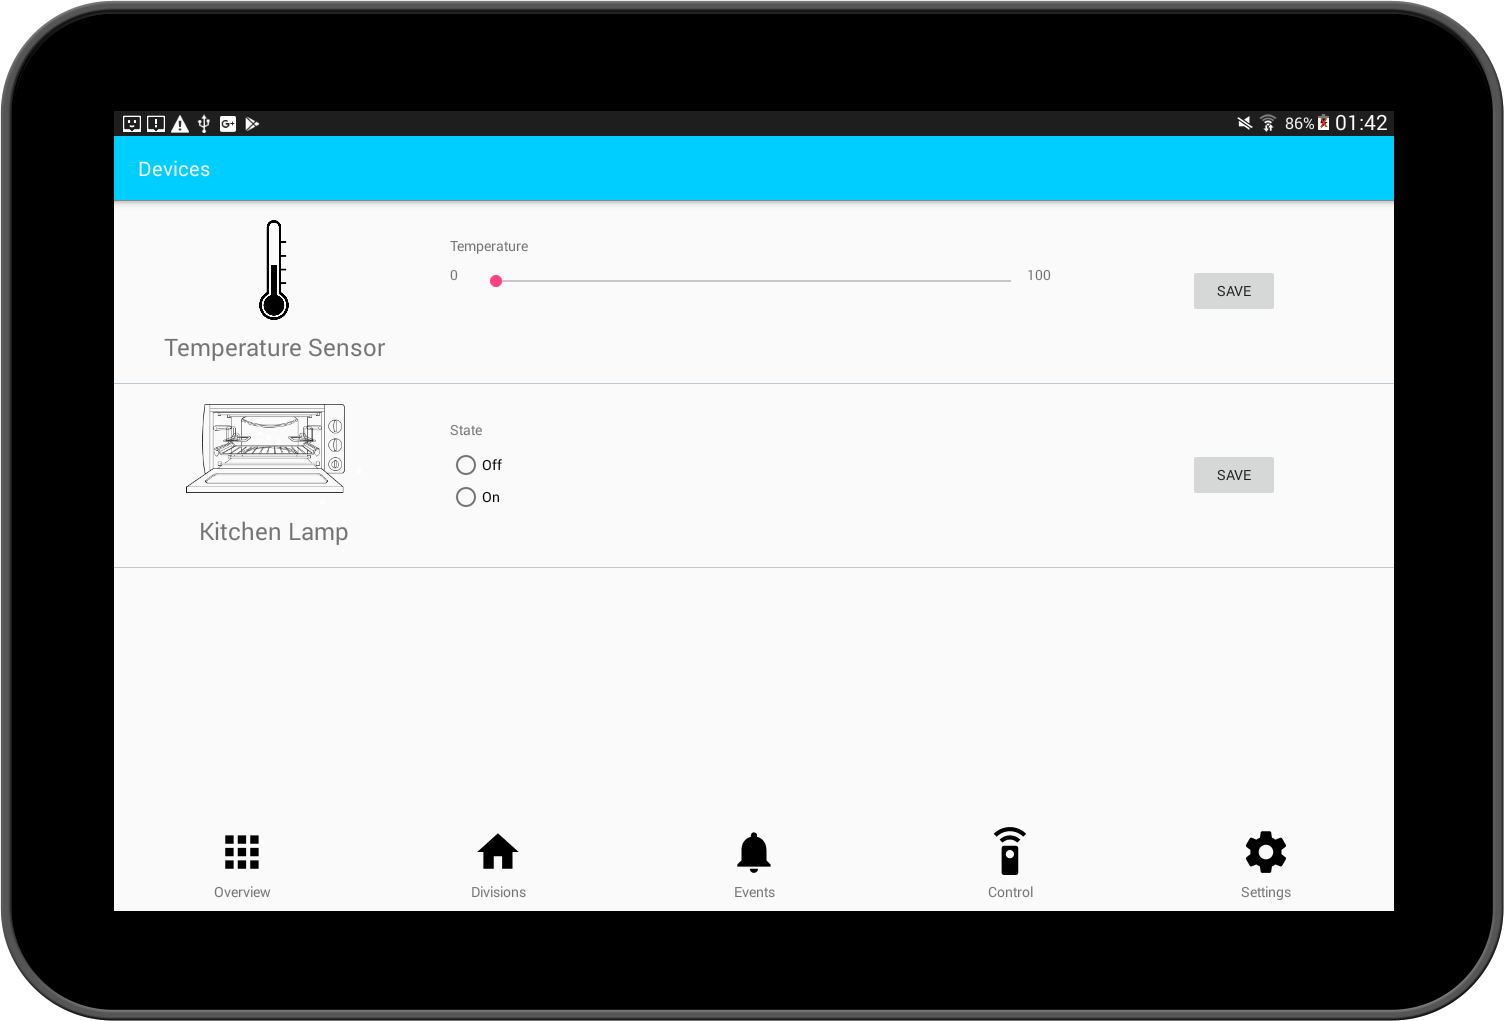 86% 01:42
Devices
Temperature
0 100
SAVE
Temperature Sensor
State
Off
On
SAVE
Kitchen Lamp
Overview Divisions Events Control Settings